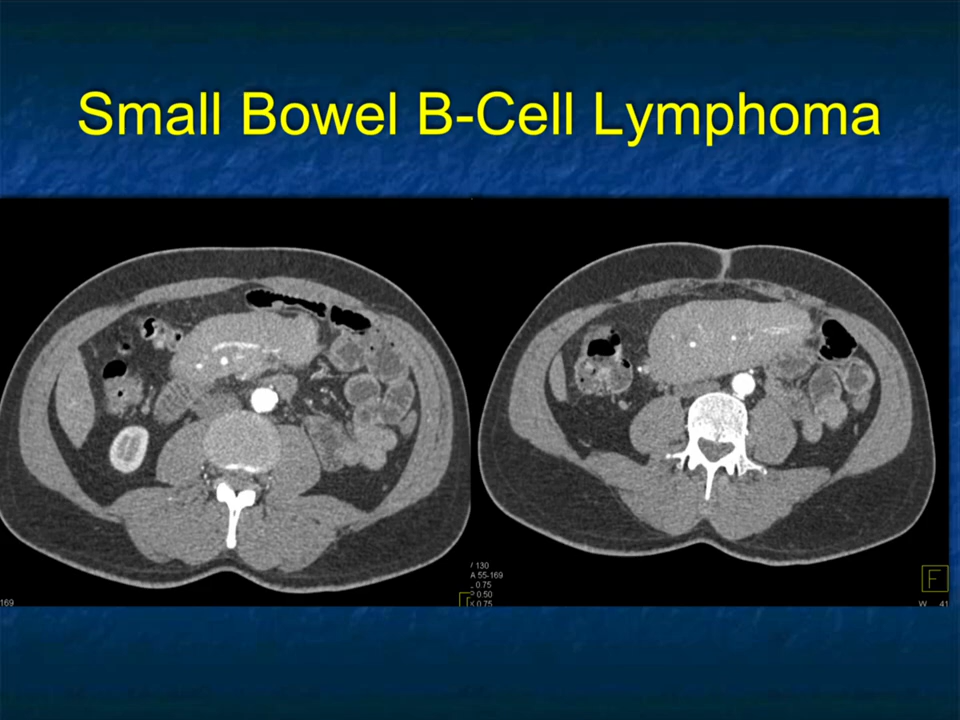 Small Bowel B-Cell Lymphoma
/ 130
A 55-169
0.75
0.50
0.75
169
F
W 41